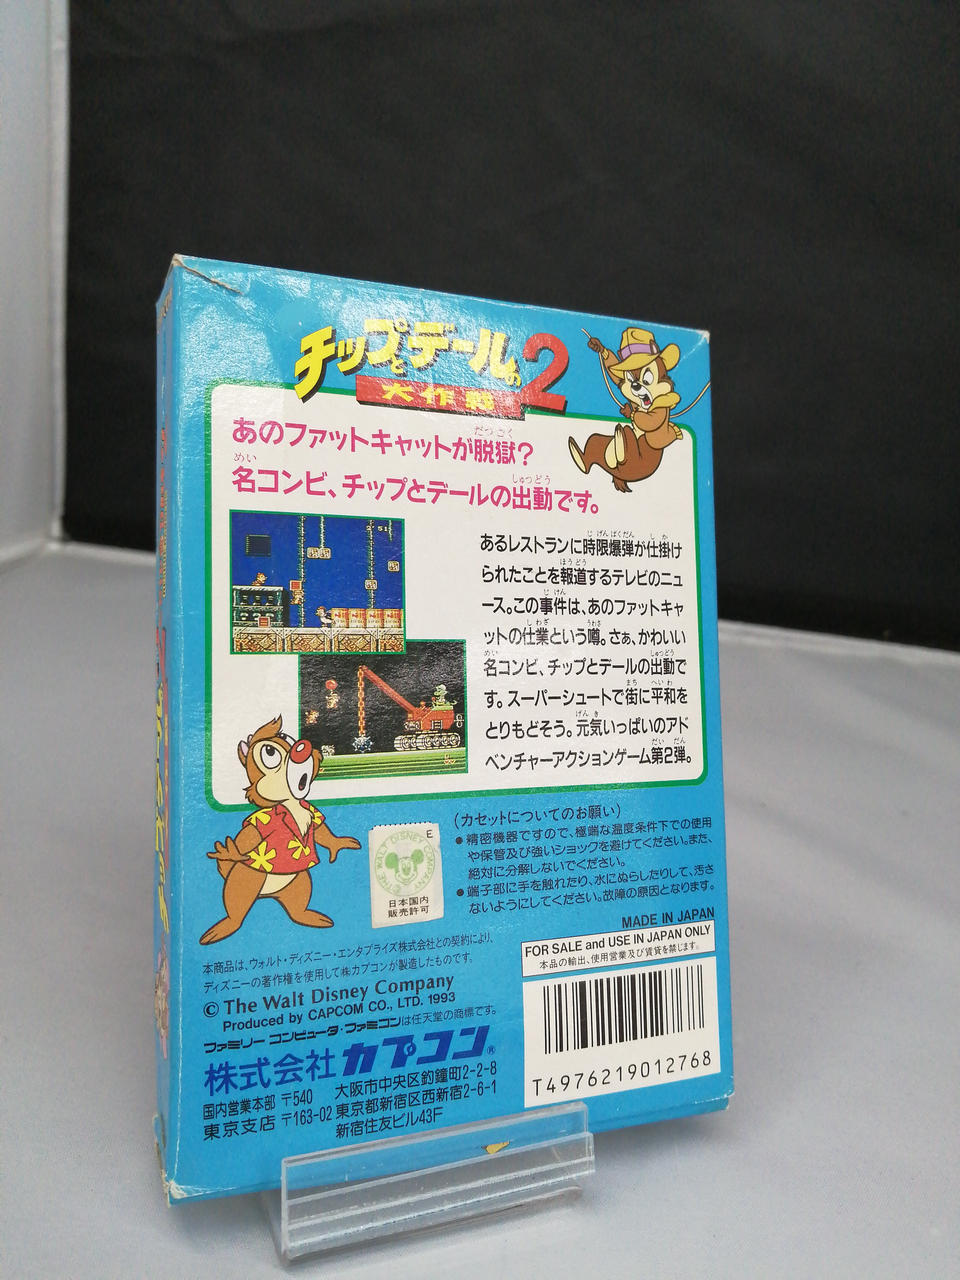 チップとデールの
大作戦2
あのファットキャットが脱獄?
名コンビ、チップとデールの出動です。
あるレストランに時限爆弾が仕掛け
られたことを報道するテレビのニュ
ース。この事件は、あのファットキャ
ットの仕業という噂。さぁ、かわいい
名コンビ、チップとデールの出動で
す。スーパーシュートで街に平和を
とりもどそう。元気いっぱいのアド
ベンチャーアクションゲーム第2弾。
(カセットについてのお願い)
●精密機器ですので、極端な温度条件下での使用
や保管及び強いショックを避けてください。また、
絶対に分解しないでください。
●端子部に手を触れたり、水にぬらしたりして、汚さ
ないようにしてください。故障の原因となります。
E
©THE WALT DISNEY COMPANY
日本国内
販売許可
MADE IN JAPAN
FOR SALE and USE IN JAPAN ONLY
本品の輸出、使用営業及び賃貸を禁じます。
本商品は、ウォルト・ディズニー・エンタプライズ株式会社との契約により、
ディズニーの著作権を使用して(株)カプコンが製造したものです。
© The Walt Disney Company
Produced by CAPCOM CO., LTD. 1993
ファミリーコンピュータ・ファミコンは任天堂の商標です。
株式会社カプコン®
国内営業本部 〒540 大阪市中央区釣鐘町2-2-8
東京支店 〒163-02 東京都新宿区西新宿2-6-1
新宿住友ビル43F
T4976219012768